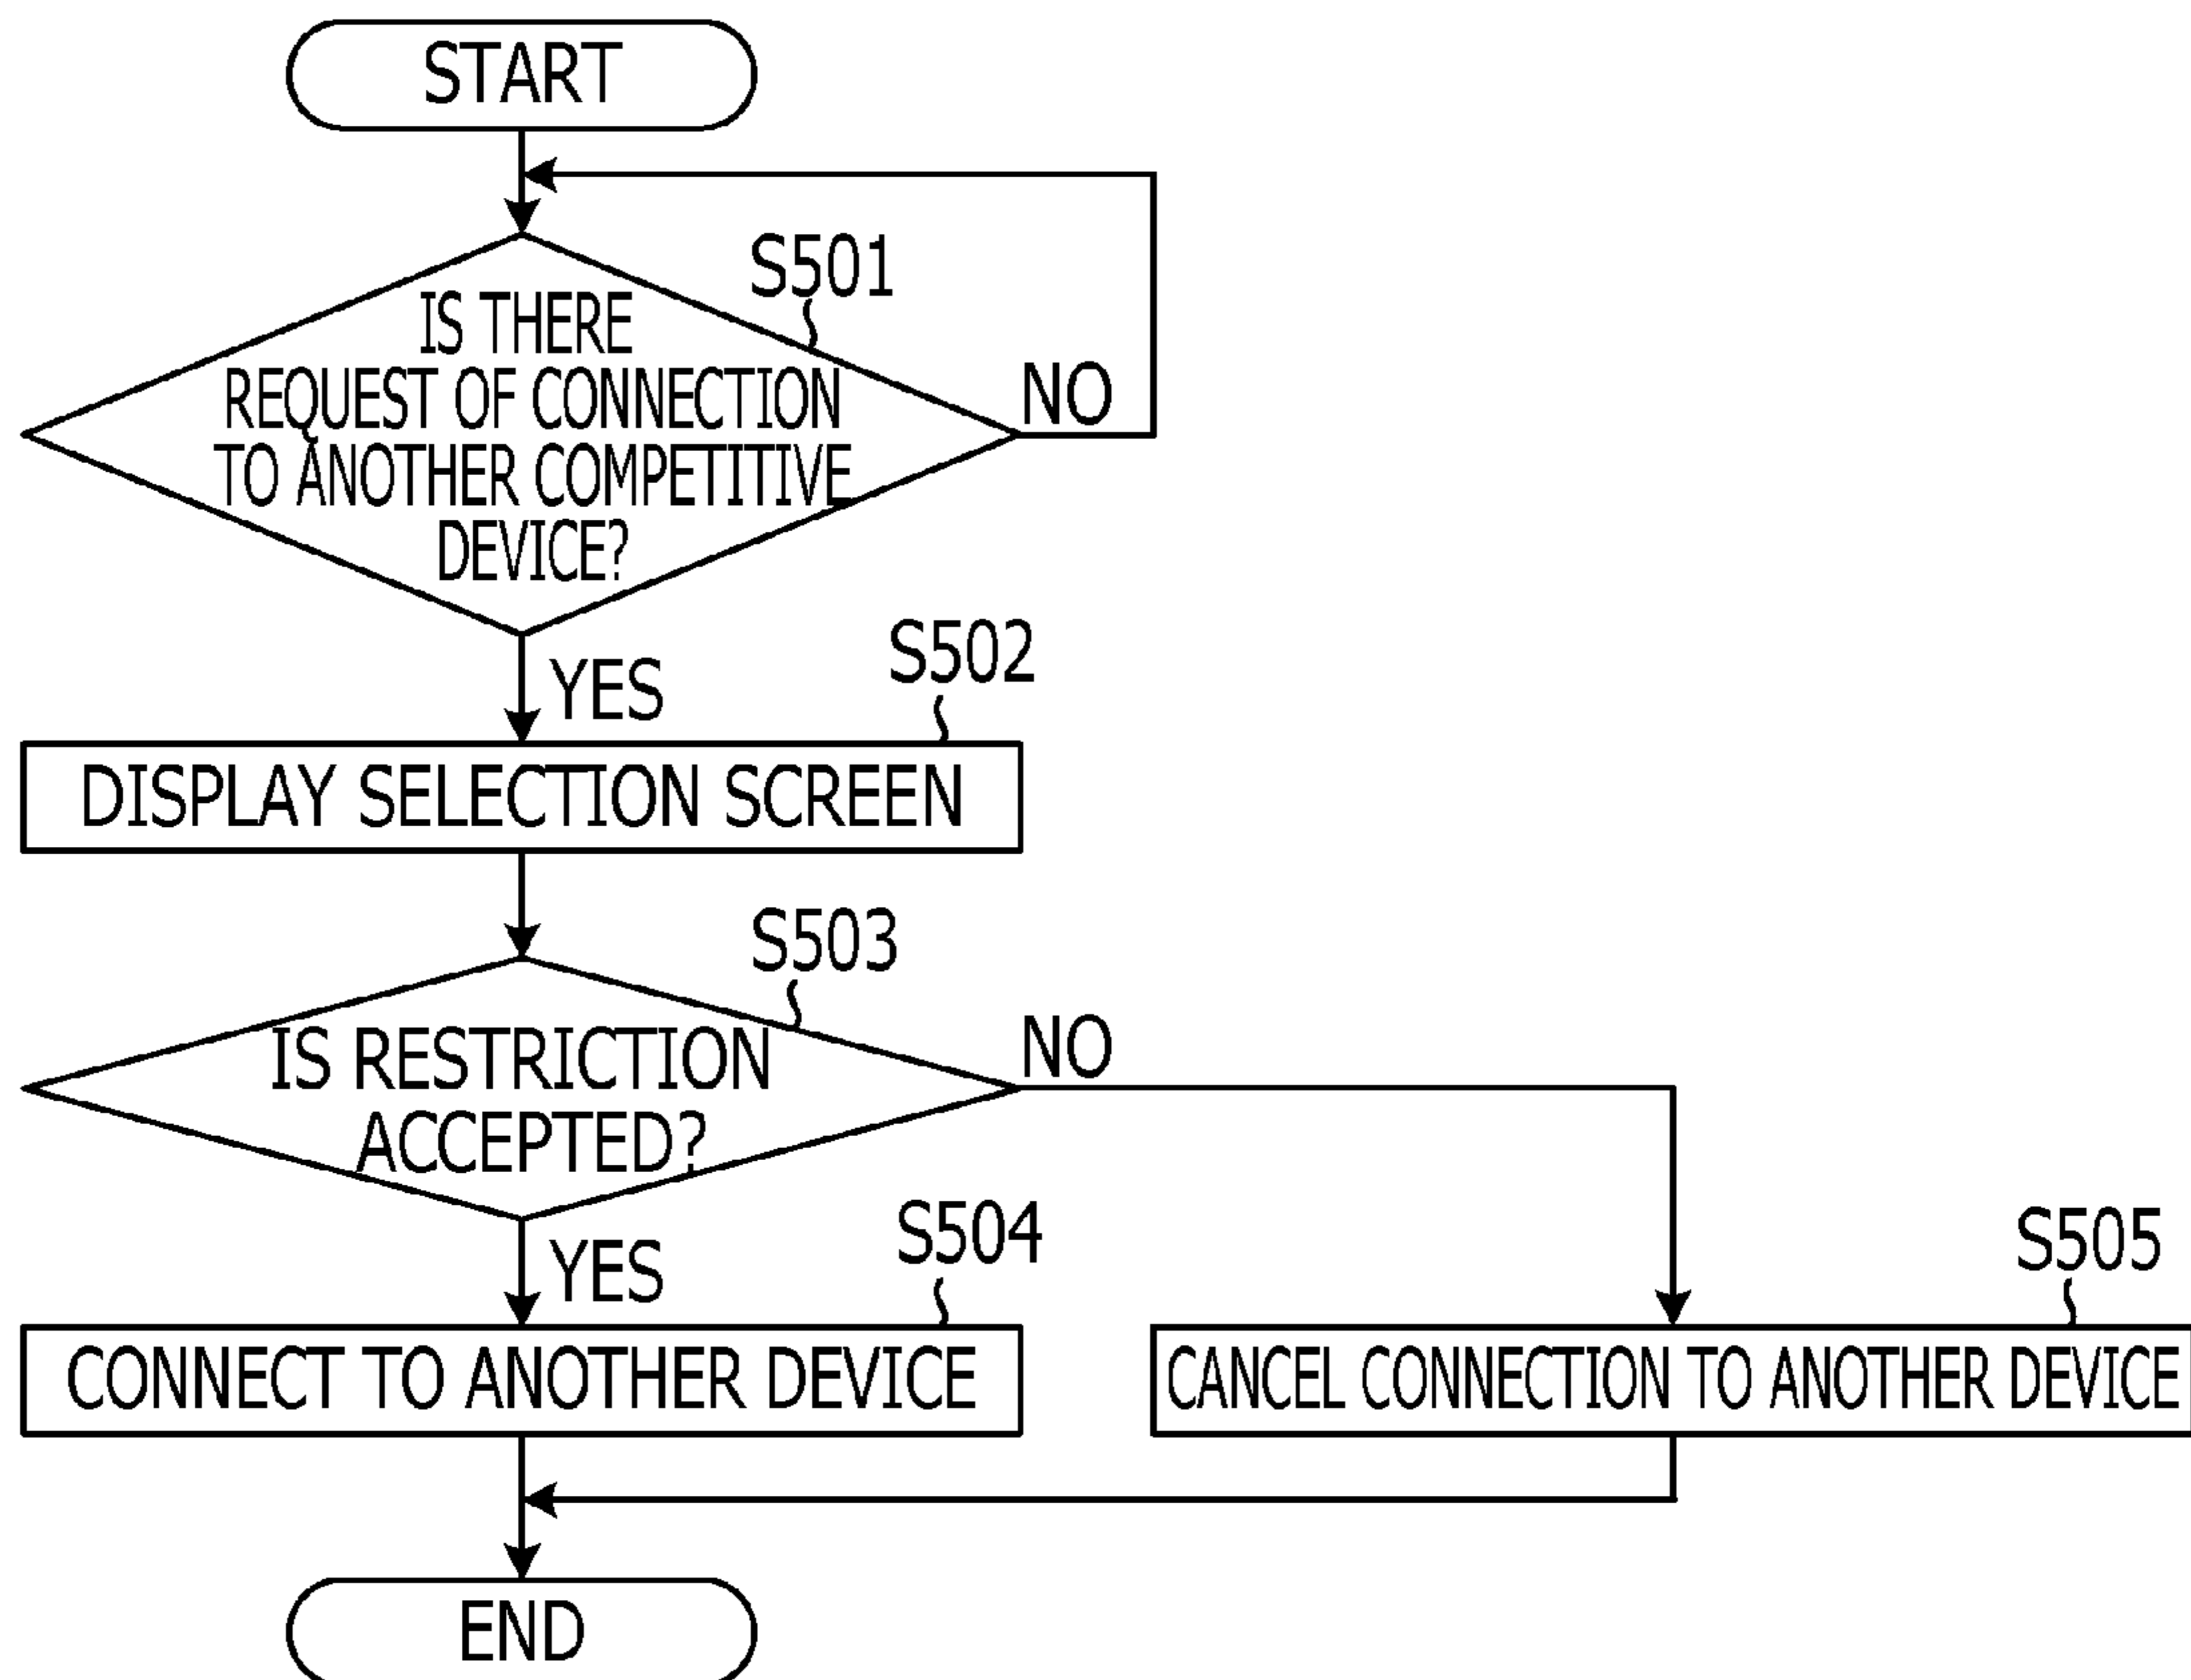 START
S501
IS THERE
REQUEST OF CONNECTION
TO ANOTHER COMPETITIVE
DEVICE?
NO
YES
S502
DISPLAY SELECTION SCREEN
S503
IS RESTRICTION
ACCEPTED?
NO
YES
S504
CONNECT TO ANOTHER DEVICE
S505
CANCEL CONNECTION TO ANOTHER DEVICE
END